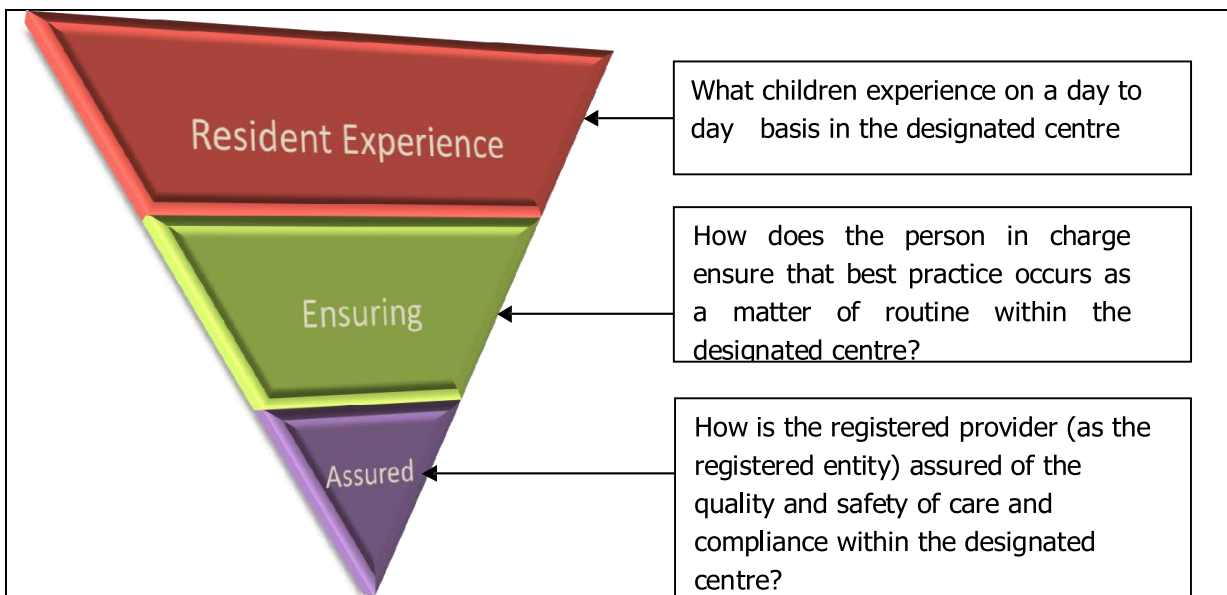 Resident Experience
What children experience on a day to
day basis in the designated centre
Ensuring
How does the person in charge
ensure that best practice occurs as
a matter of routine within the
designated centre?
Assured
How is the registered provider (as the
registered entity) assured of the
quality and safety of care and
compliance within the designated
centre?